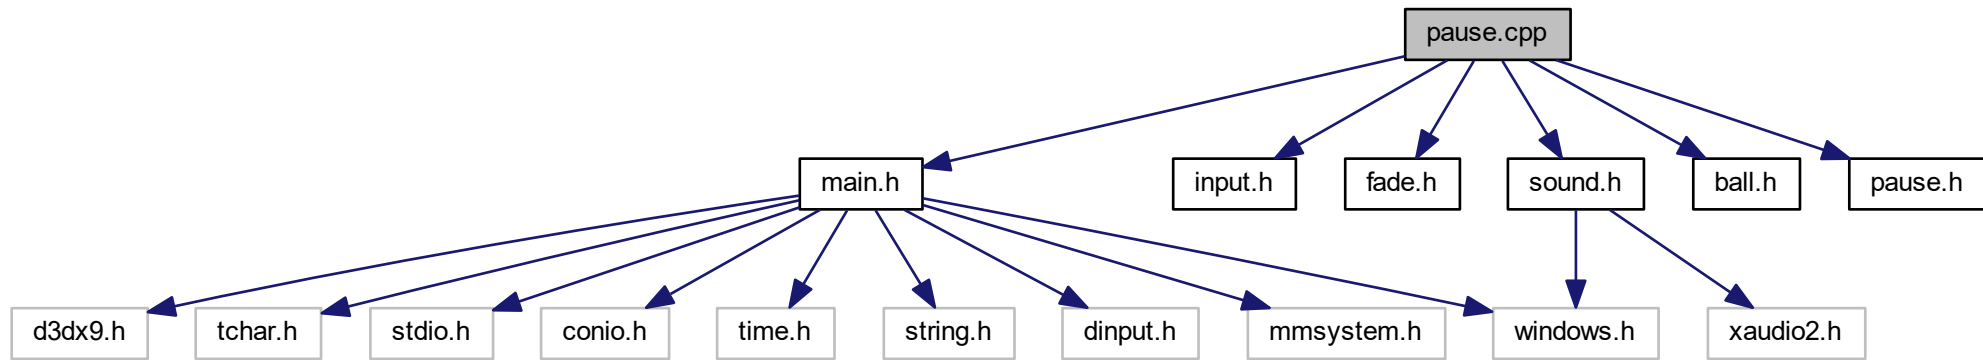 pause.cpp
main.h
input.h
fade.h
sound.h
ball.h
pause.h
d3dx9.h
tchar.h
stdio.h
conio.h
time.h
string.h
dinput.h
mmsystem.h
windows.h
xaudio2.h